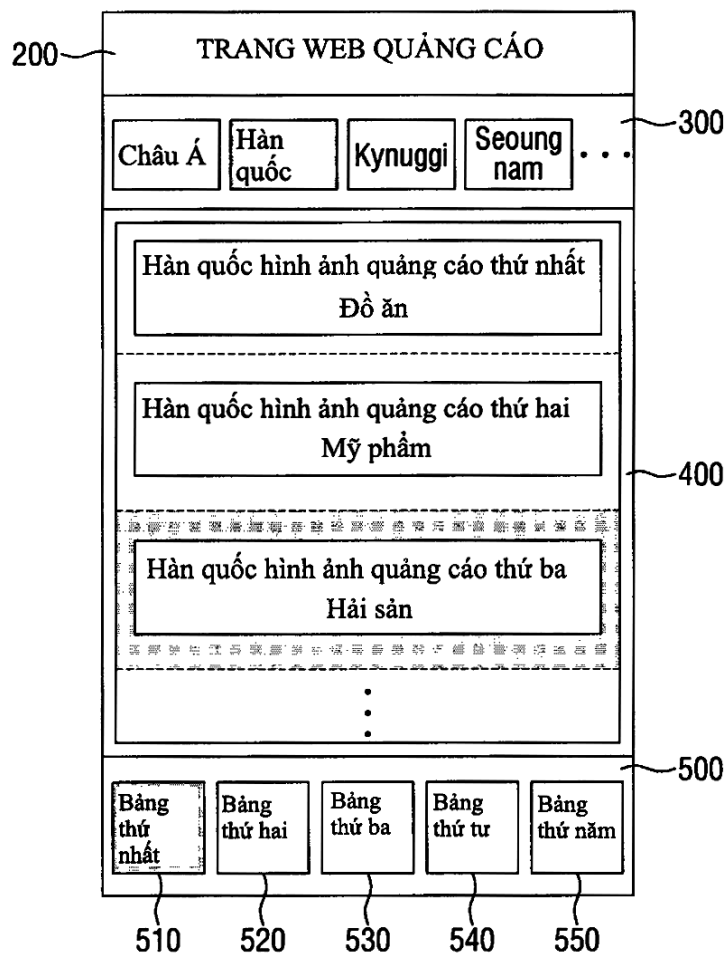 200
TRANG WEB QUẢNG CÁO
300
Châu Á
Hàn
quốc
Kynuggi
Seoung
nam
Hàn quốc hình ảnh quảng cáo thứ nhất
Đồ ăn
Hàn quốc hình ảnh quảng cáo thứ hai
Mỹ phẩm
400
Hàn quốc hình ảnh quảng cáo thứ ba
Hải sản
500
Bảng
thứ
nhất
Bảng
thứ hai
Bảng
thứ ba
Bảng
thứ tư
Bảng
thứ năm
510
520
530
540
550